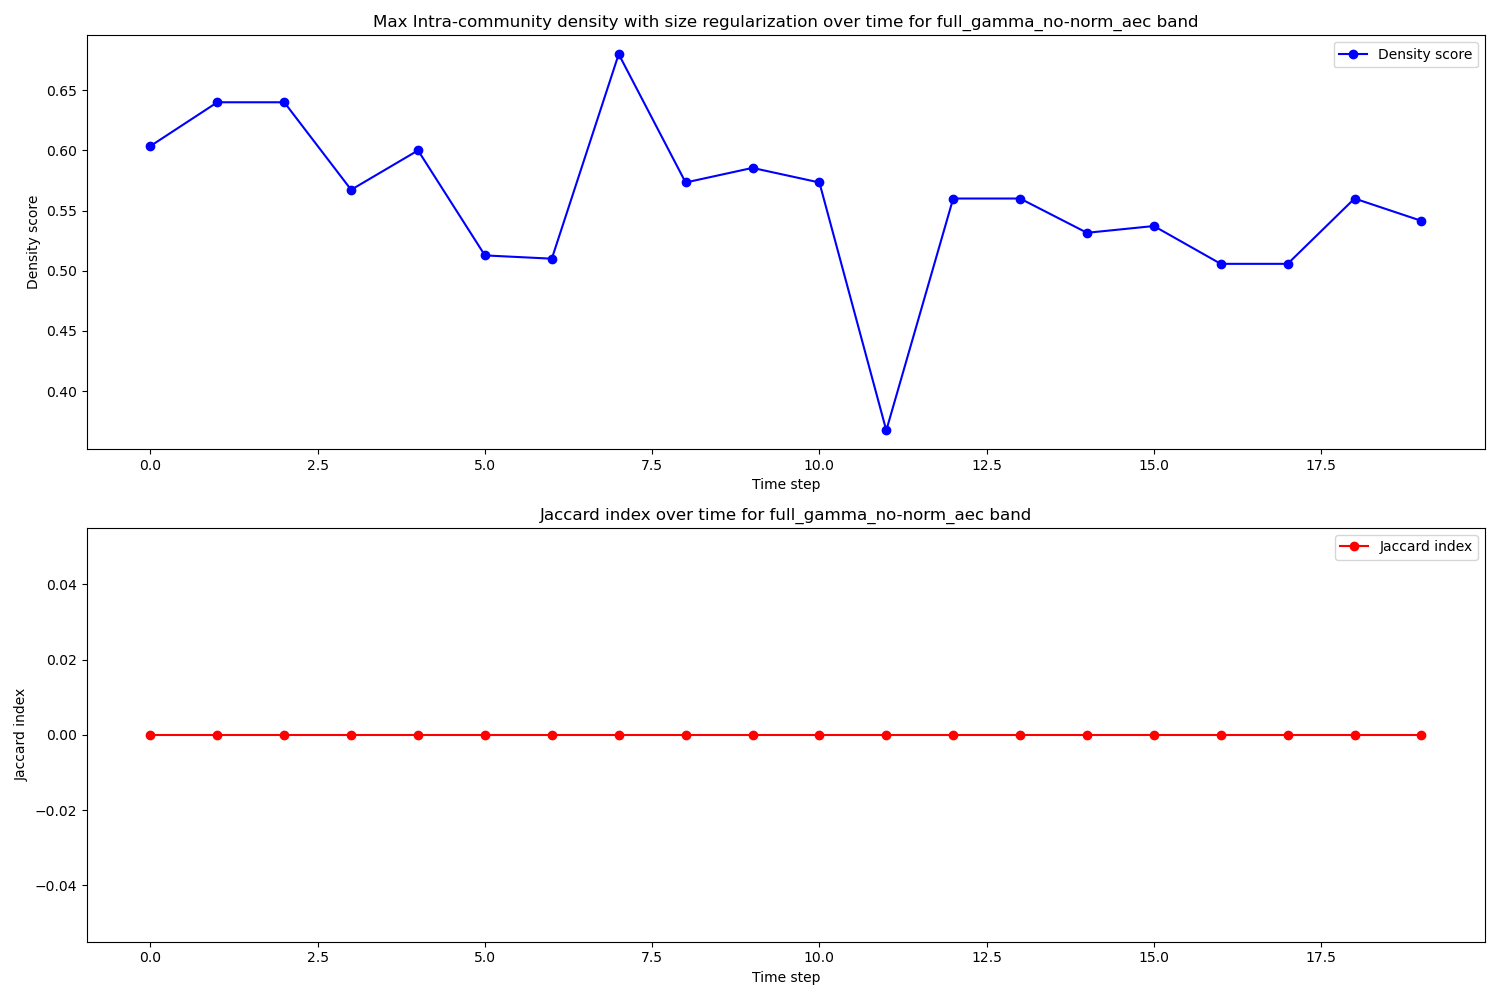 Max Intra-community density with size regularization over time for full_gamma_no-norm_aec band
Density score
0.65
0.60
0.55
0.50
0.45
0.40
Density score
0.0 2.5 5.0 7.5 10.0 12.5 15.0 17.5
Time step
Jaccard index over time for full_gamma_no-norm_aec band
Jaccard index
0.04
0.02
0.00
−0.02
−0.04
Jaccard index
0.0 2.5 5.0 7.5 10.0 12.5 15.0 17.5
Time step